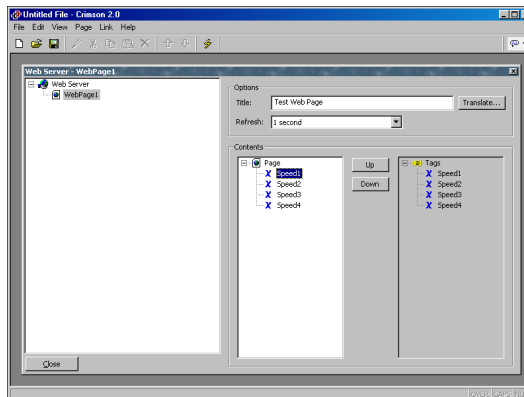 Untitled File - Crimson 2.0
File Edit View Page Link Help
Web Server - WebPage1
Web Server
WebPage1
Options
Title: Test Web Page Translate...
Refresh: 1 second
Contents
Page
Speed1
Speed2
Speed3
Speed4
Up
Down
Tags
Speed1
Speed2
Speed3
Speed4
Close
OVER CAPS